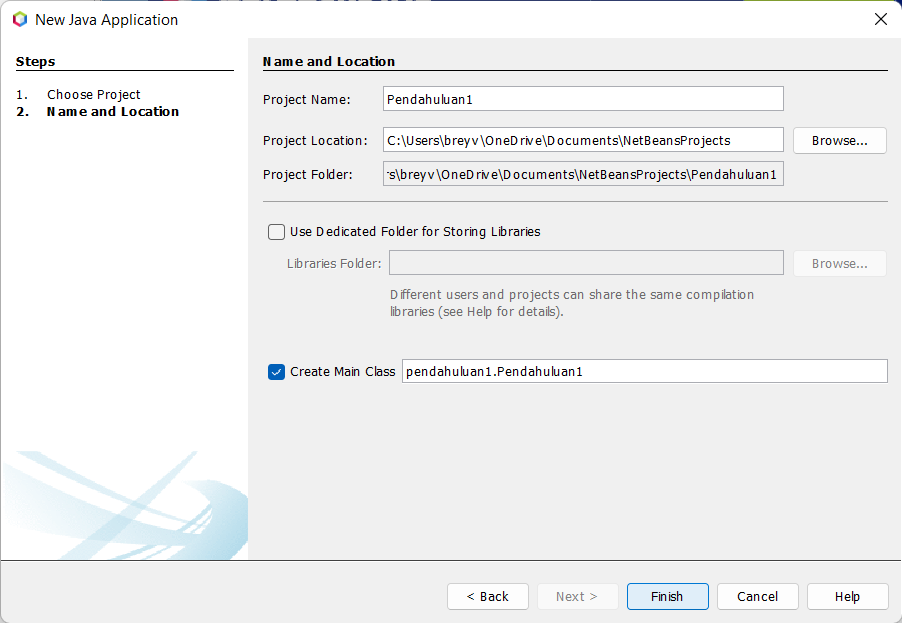 New Java Application
Steps
1. Choose Project
2. Name and Location
Name and Location
Project Name: Pendahuluan1
Project Location: C:\Users\breyv\OneDrive\Documents\NetBeansProjects Browse...
Project Folder: s\breyv\OneDrive\Documents\NetBeansProjects\Pendahuluan1
Use Dedicated Folder for Storing Libraries
Libraries Folder: Browse...
Different users and projects can share the same compilation
libraries (see Help for details).
Create Main Class pendahuluan1.Pendahuluan1
< Back Next > Finish Cancel Help